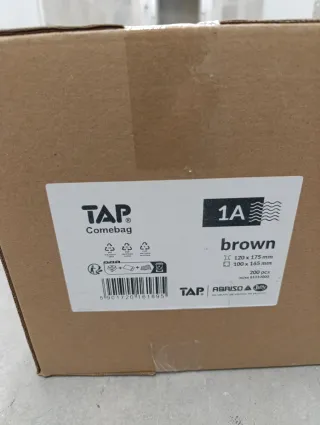 TAP®
Comebag
1A
brown
120 x 175 mm
100 x 165 mm
200 pcs
TAP. ABRISO